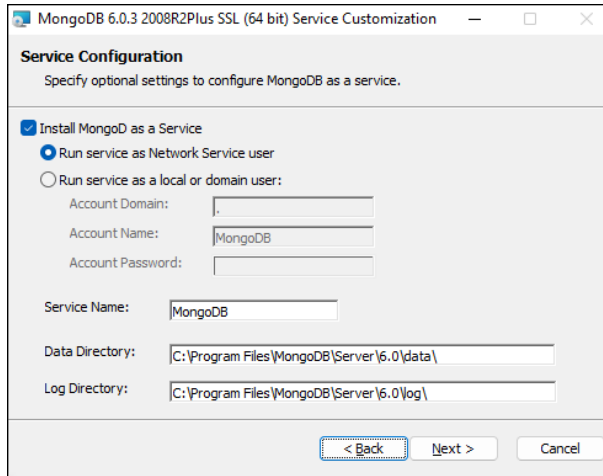 MongoDB 6.0.3 2008R2Plus SSL (64 bit) Service Customization
Service Configuration
Specify optional settings to configure MongoDB as a service.
Install MongoD as a Service
Run service as Network Service user
Run service as a local or domain user:
Account Domain: .
Account Name: MongoDB
Account Password:
Service Name: MongoDB
Data Directory: C:\Program Files\MongoDB\Server\6.0\data\
Log Directory: C:\Program Files\MongoDB\Server\6.0\log\
< Back Next > Cancel